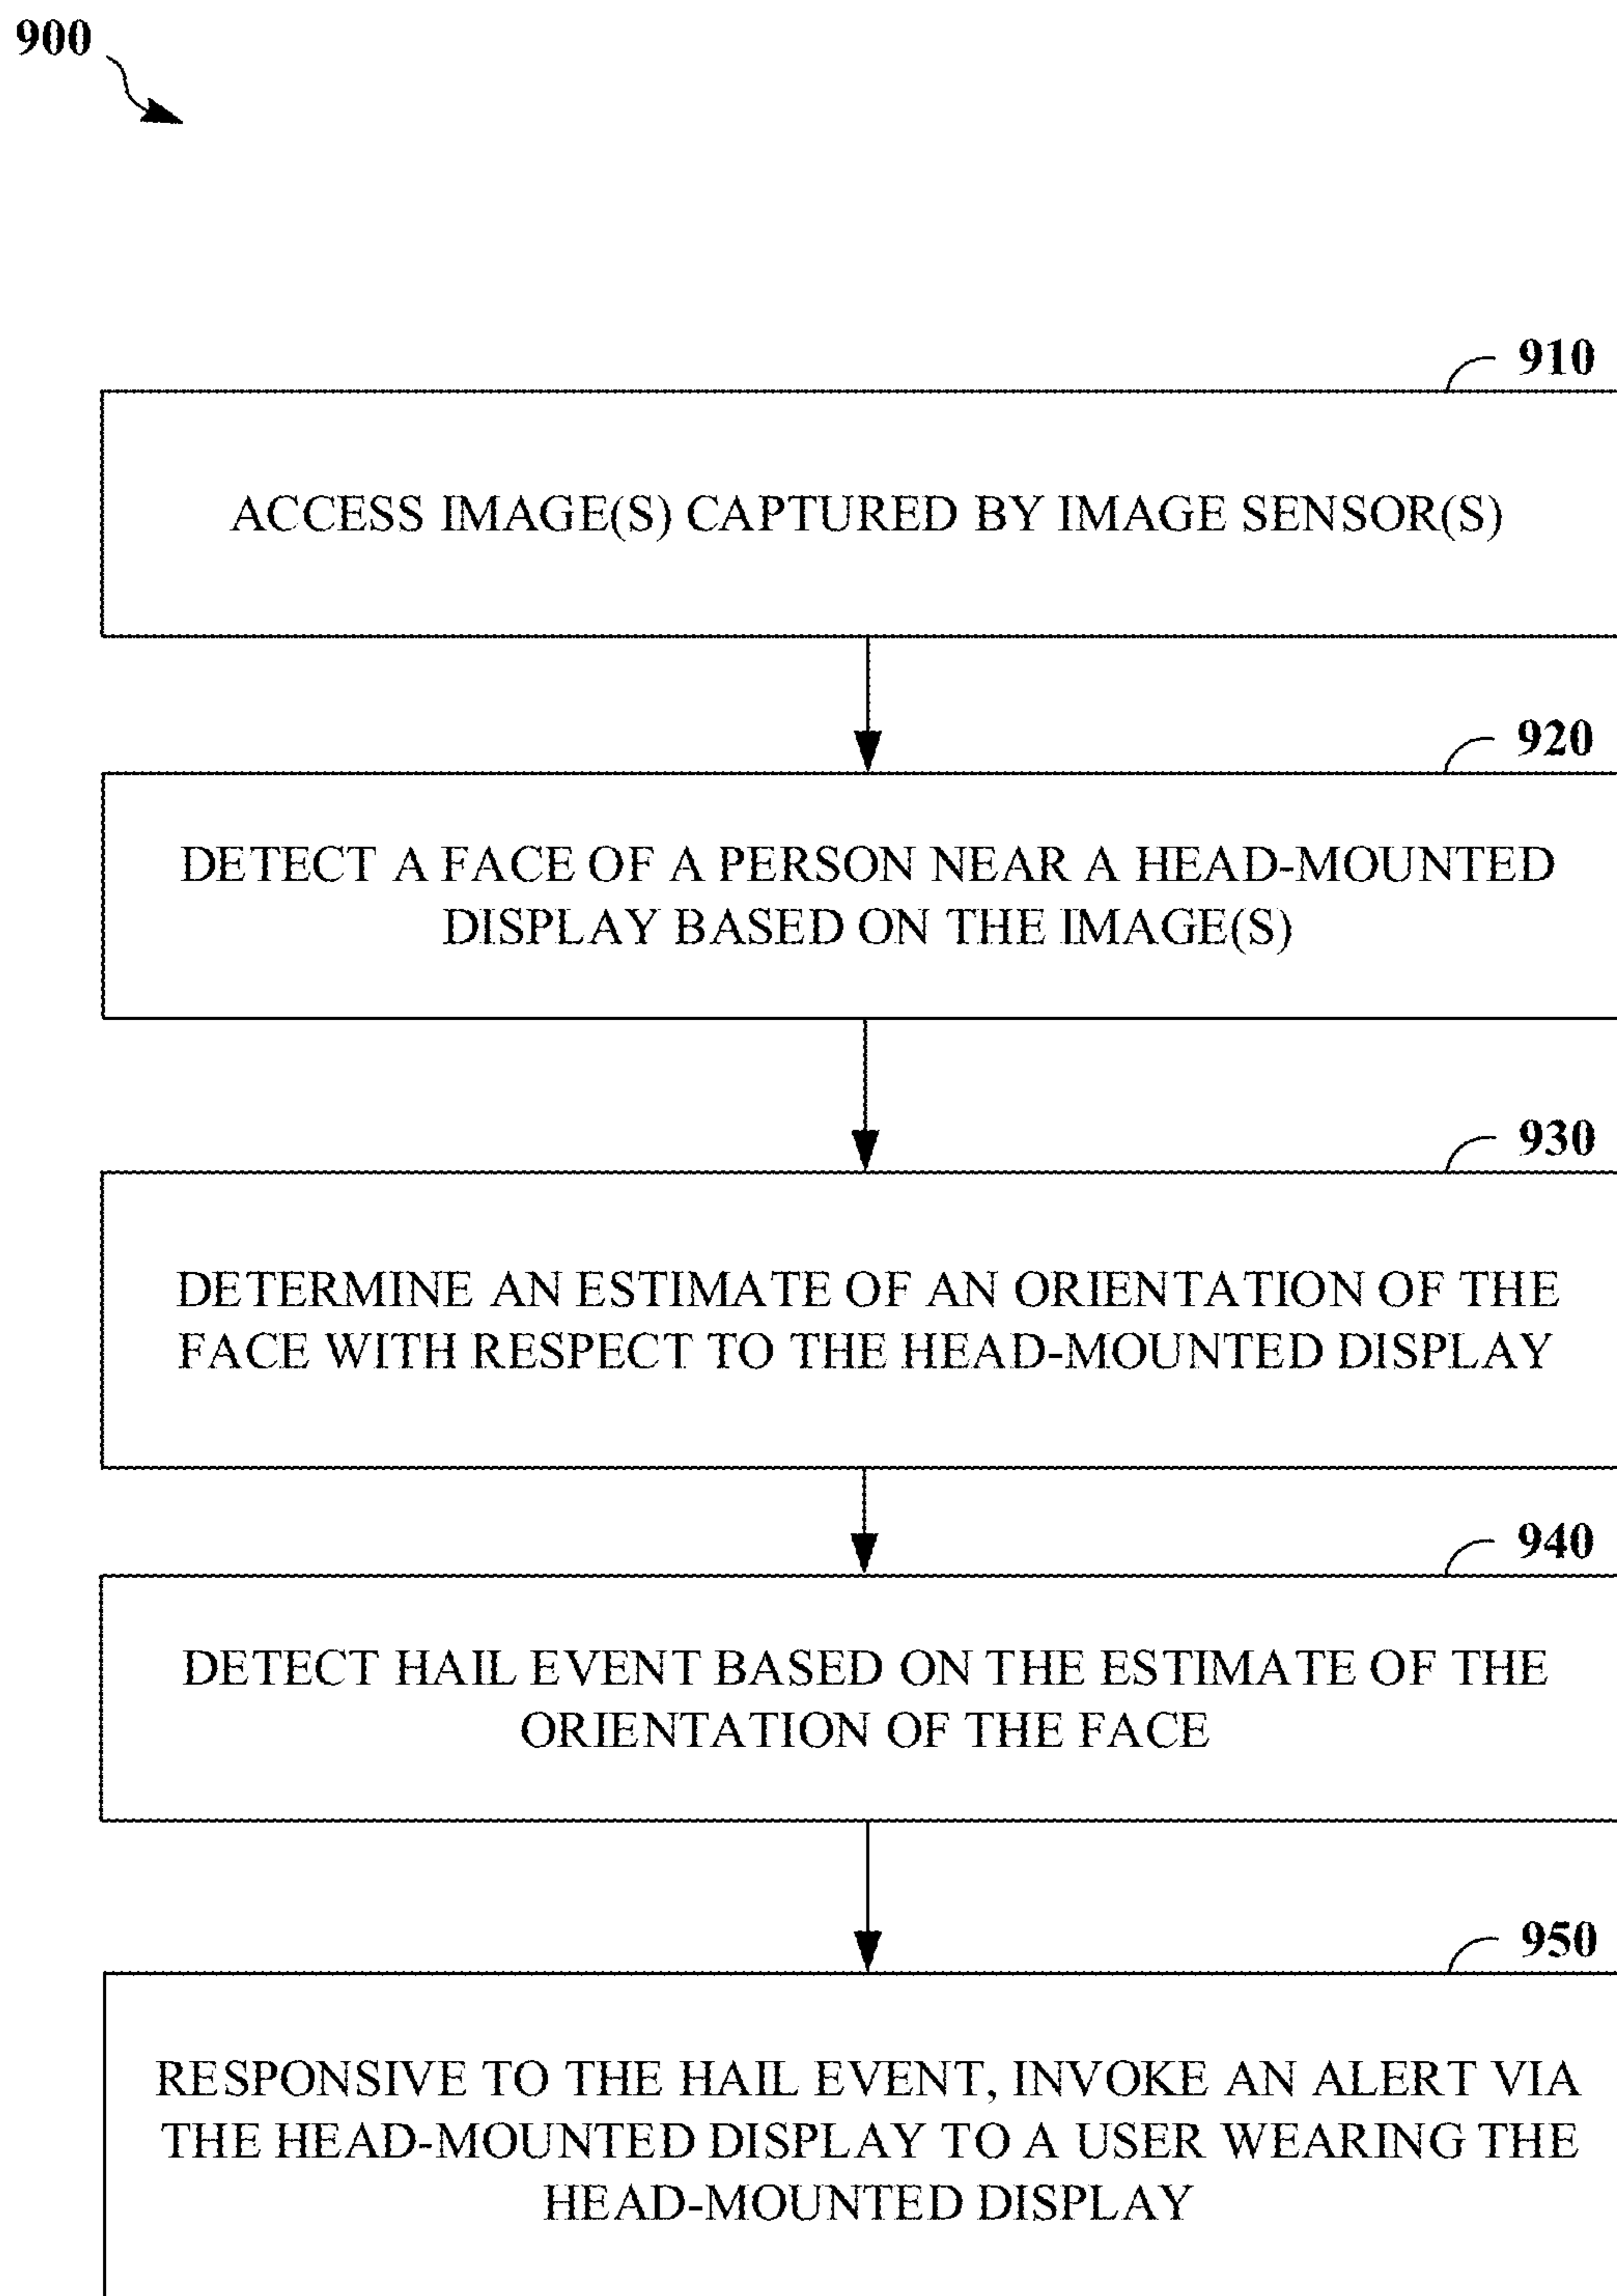 900
910
ACCESS IMAGE(S) CAPTURED BY IMAGE SENSOR(S)
920
DETECT A FACE OF A PERSON NEAR A HEAD-MOUNTED
DISPLAY BASED ON THE IMAGE(S)
930
DETERMINE AN ESTIMATE OF AN ORIENTATION OF THE
FACE WITH RESPECT TO THE HEAD-MOUNTED DISPLAY
940
DETECT HAIL EVENT BASED ON THE ESTIMATE OF THE
ORIENTATION OF THE FACE
950
RESPONSIVE TO THE HAIL EVENT, INVOKE AN ALERT VIA
THE HEAD-MOUNTED DISPLAY TO A USER WEARING THE
HEAD-MOUNTED DISPLAY